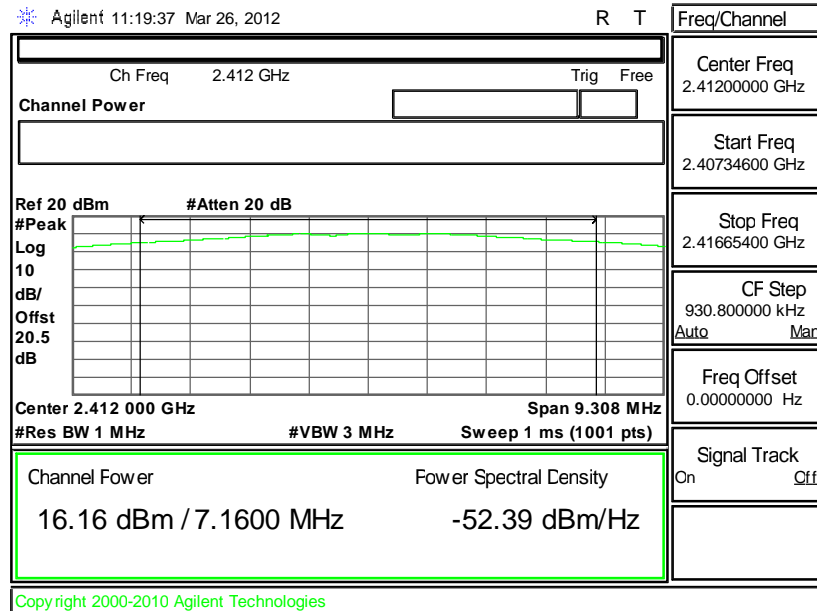 Agilent 11:19:37 Mar 26, 2012 R T
Freq/Channel
Ch Freq 2.412 GHz Trig Free
Channel Power
Center Freq
2.41200000 GHz
Start Freq
2.40734600 GHz
Stop Freq
2.41665400 GHz
CF Step
930.800000 kHz
Auto Man
Freq Offset
0.00000000 Hz
Signal Track
On Off
Ref 20 dBm #Atten 20 dB
#Peak
Log
10
dB/
Offst
20.5
dB
Center 2.412 000 GHz Span 9.308 MHz
#Res BW 1 MHz #VBW 3 MHz Sweep 1 ms (1001 pts)
Channel Power Power Spectral Density
16.16 dBm / 7.1600 MHz -52.39 dBm/Hz
Copyright 2000-2010 Agilent Technologies